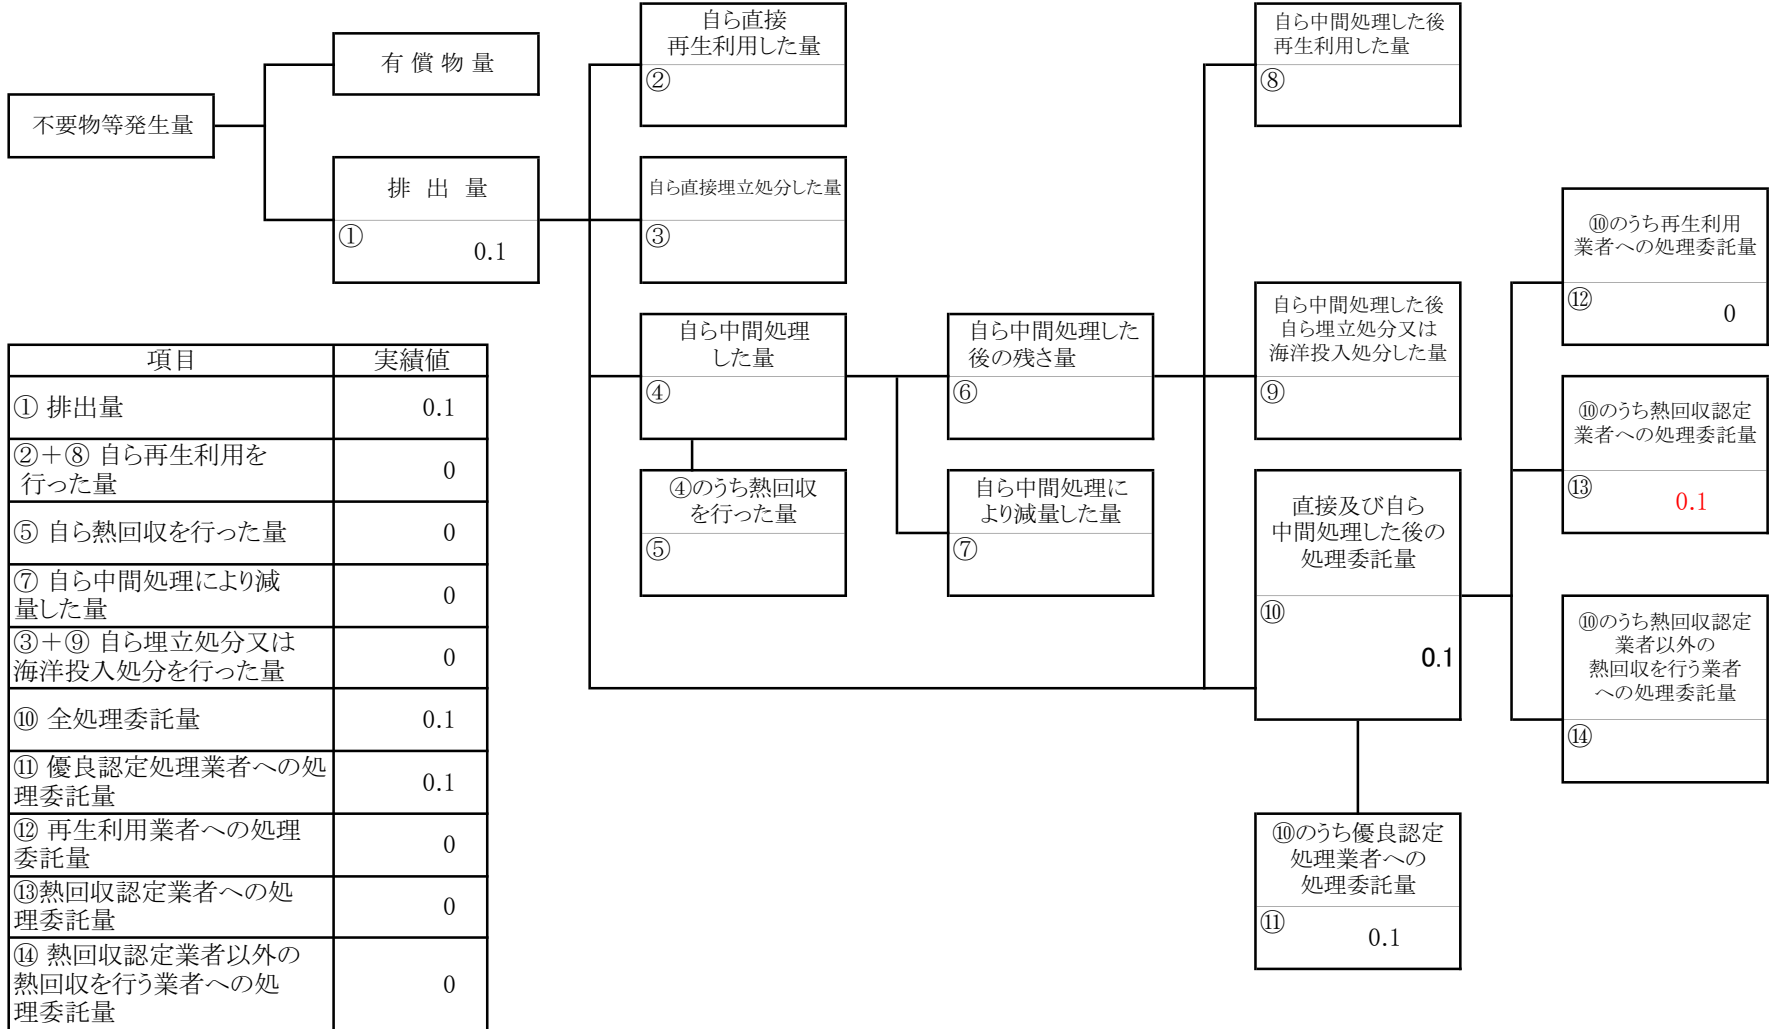 不要物等発生量
有 償 物 量
排 出 量
①
0.1
自ら直接
再生利用した量
②
自ら直接埋立処分した量
③
自ら中間処理
した量
④
④のうち熱回収
を行った量
⑤
自ら中間処理した
後の残さ量
⑥
自ら中間処理に
より減量した量
⑦
自ら中間処理した後
再生利用した量
⑧
自ら中間処理した後
自ら埋立処分又は
海洋投入処分した量
⑨
直接及び自ら
中間処理した後の
処理委託量
⑩
0.1
⑩のうち優良認定
処理業者への
処理委託量
⑪
0.1
⑩のうち再生利用
業者への処理委託量
⑫
0
⑩のうち熱回収認定
業者への処理委託量
⑬
0.1
⑩のうち熱回収認定
業者以外の
熱回収を行う業者
への処理委託量
⑭
項目 実績値
① 排出量 0.1
②＋⑧ 自ら再生利用を
行った量 0
⑤ 自ら熱回収を行った量 0
⑦ 自ら中間処理により減
量した量 0
③＋⑨ 自ら埋立処分又は
海洋投入処分を行った量 0
⑩ 全処理委託量 0.1
⑪ 優良認定処理業者への処
理委託量 0.1
⑫ 再生利用業者への処理
委託量 0
⑬熱回収認定業者への処
理委託量 0
⑭ 熱回収認定業者以外の
熱回収を行う業者への処
理委託量 0